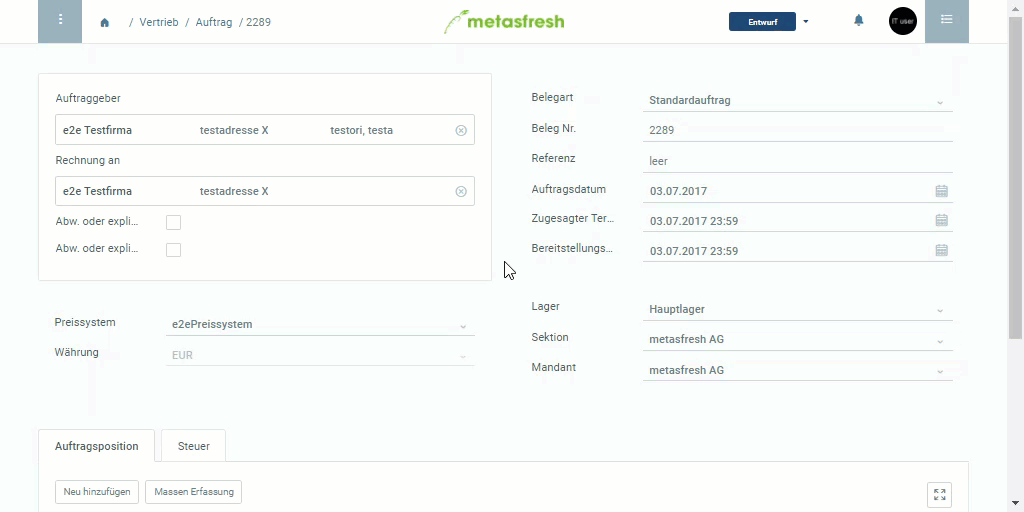 / Vertrieb / Auftrag / 2289
metasfresh
Entwurf
IT user
Auftraggeber
e2e Testfirma testadresse X testori, testa
Rechnung an
e2e Testfirma testadresse X
Abw. oder expli...
Abw. oder expli...
Preissystem e2ePreissystem
Währung EUR
Belegart Standardauftrag
Beleg Nr. 2289
Referenz leer
Auftragsdatum 03.07.2017
Zugesagter Ter... 03.07.2017 23:59
Bereitstellungs... 03.07.2017 23:59
Lager Hauptlager
Sektion metasfresh AG
Mandant metasfresh AG
Auftragsposition Steuer
Neu hinzufügen Massen Erfassung